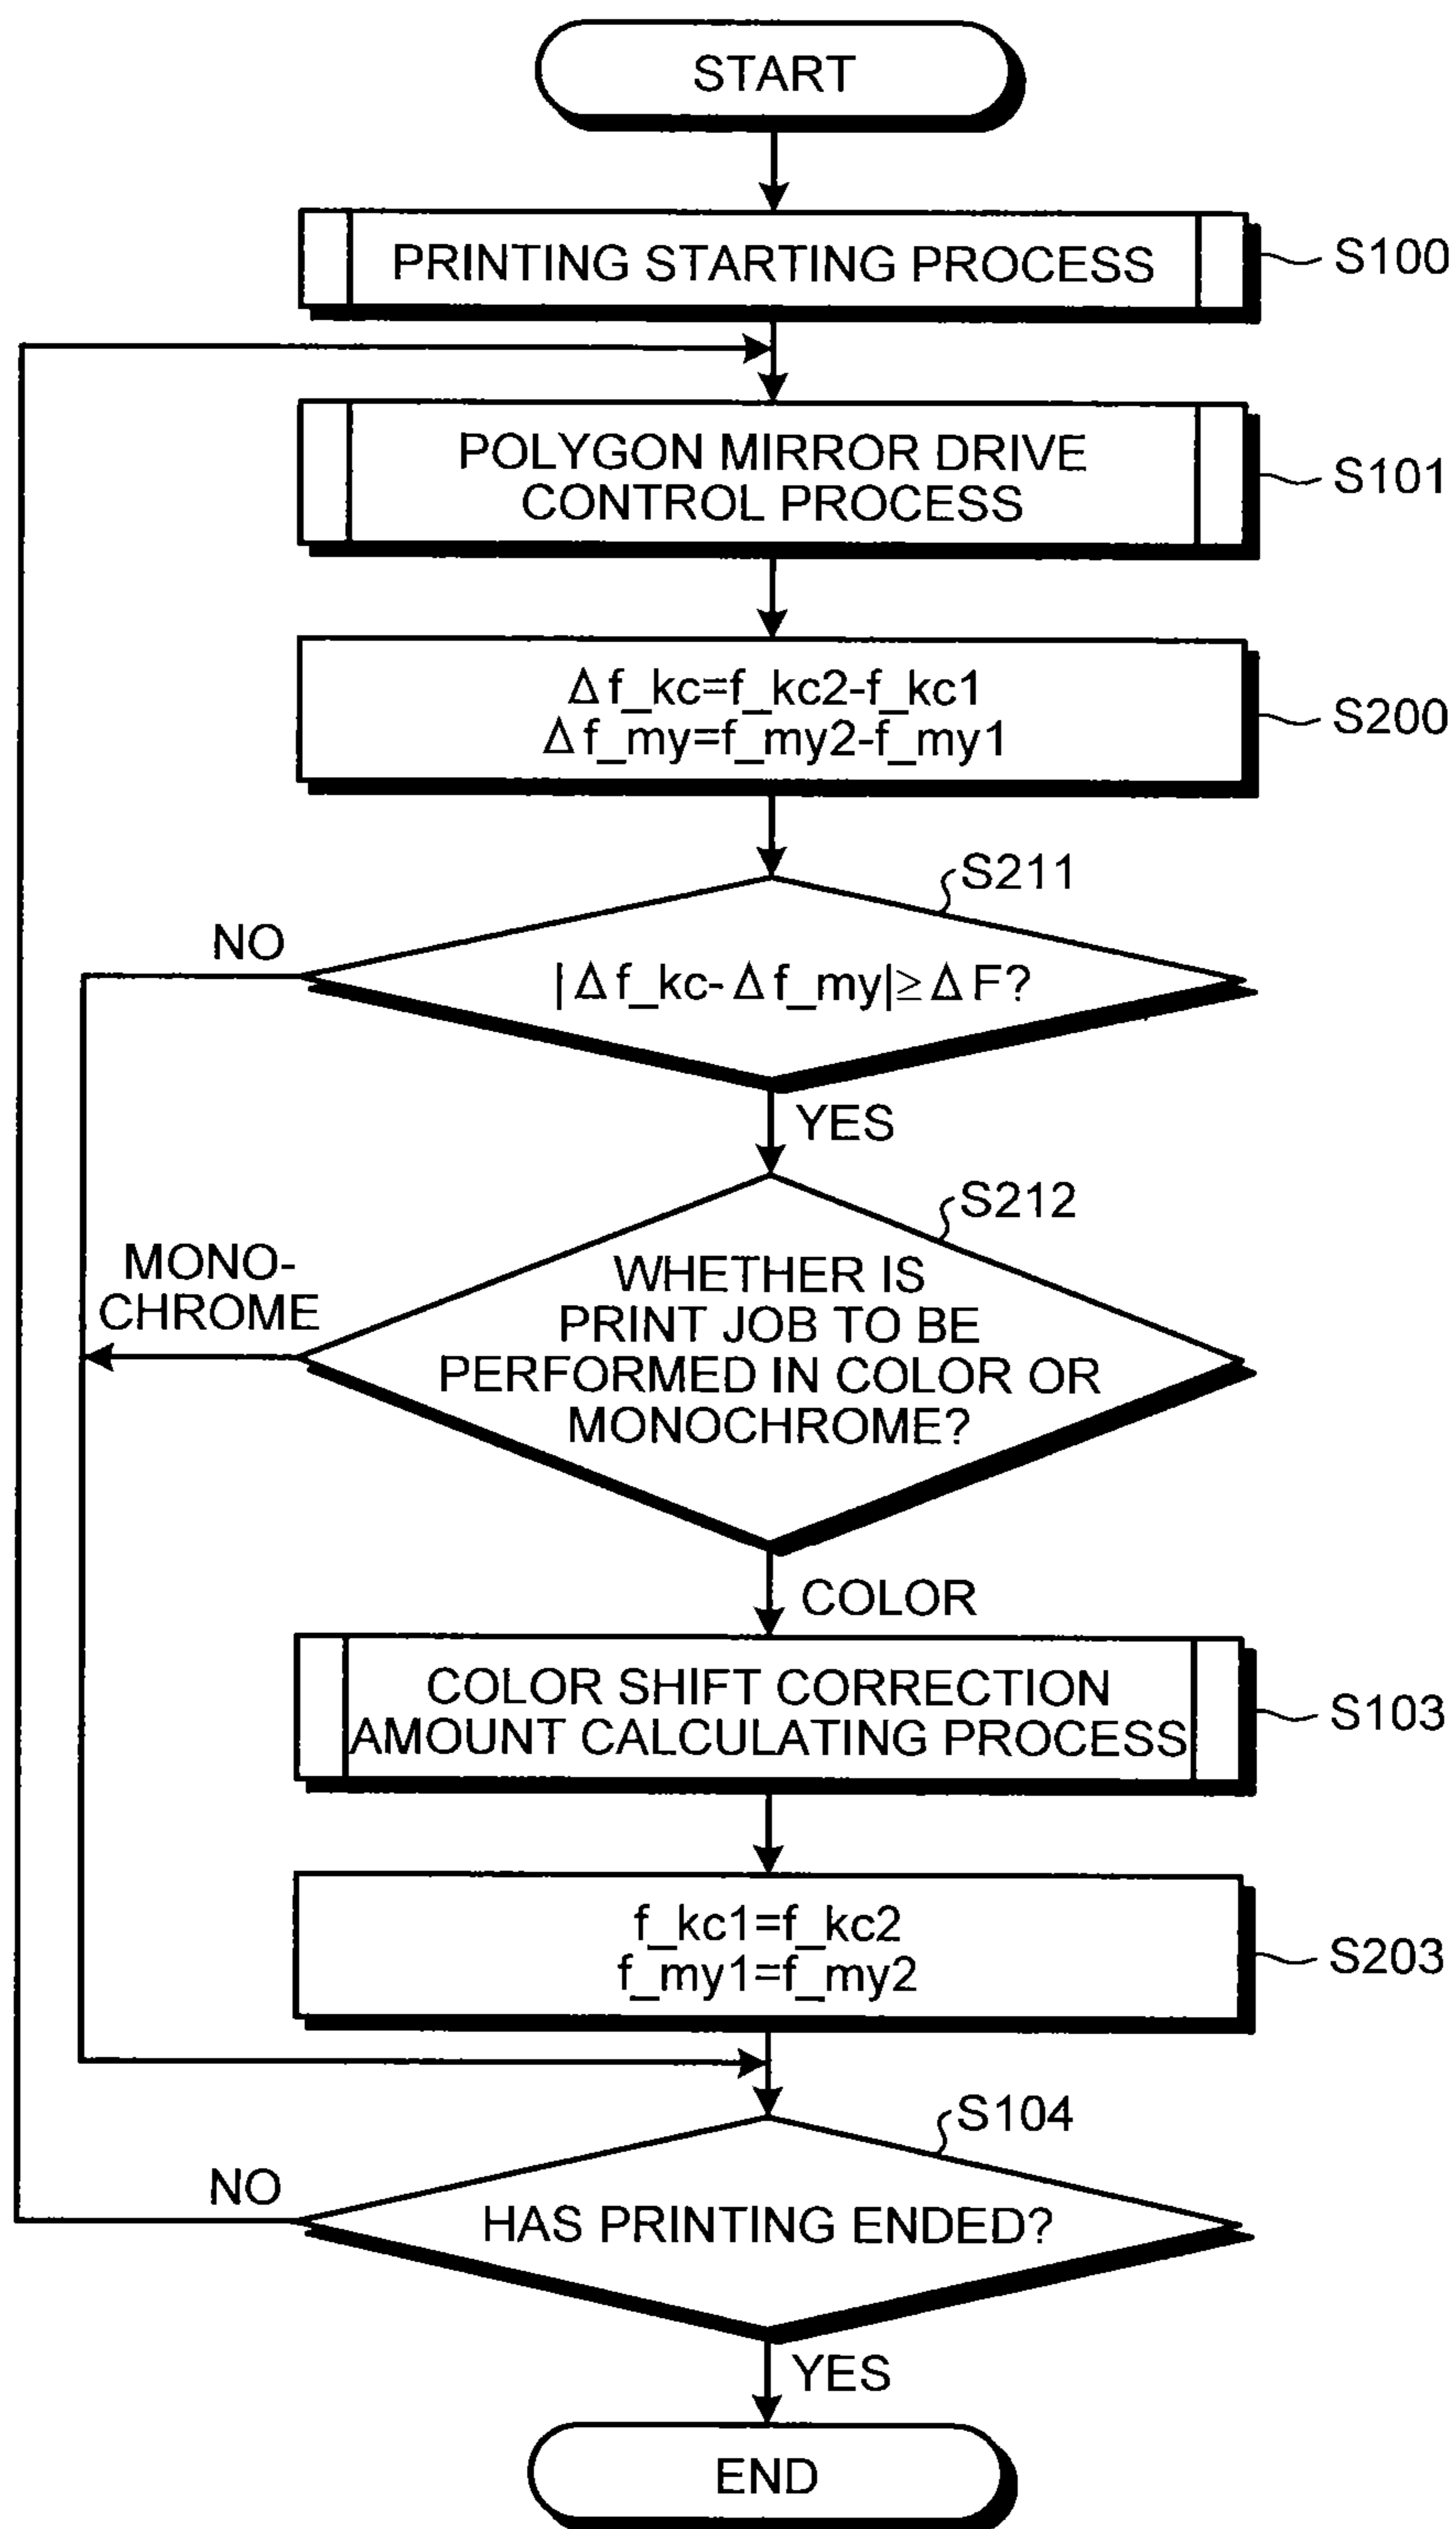 START
PRINTING STARTING PROCESS
S100
POLYGON MIRROR DRIVE
CONTROL PROCESS
S101
Δf_kc=f_kc2-f_kc1
Δf_my=f_my2-f_my1
S200
S211
NO
|Δf_kc-Δf_my|≥ΔF?
YES
S212
MONO-
CHROME
WHETHER IS
PRINT JOB TO BE
PERFORMED IN COLOR OR
MONOCHROME?
COLOR
COLOR SHIFT CORRECTION
AMOUNT CALCULATING PROCESS
S103
f_kc1=f_kc2
f_my1=f_my2
S203
S104
NO
HAS PRINTING ENDED?
YES
END